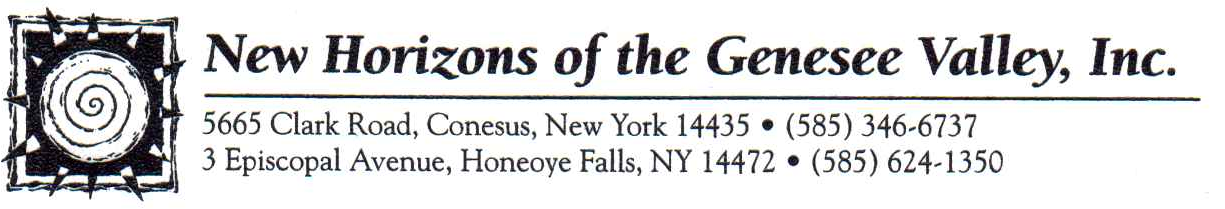 New Horizons of the Genesee Valley, Inc.
5665 Clark Road, Conesus, New York 14435 • (585) 346-6737
3 Episcopal Avenue, Honeoye Falls, NY 14472 • (585) 624-1350